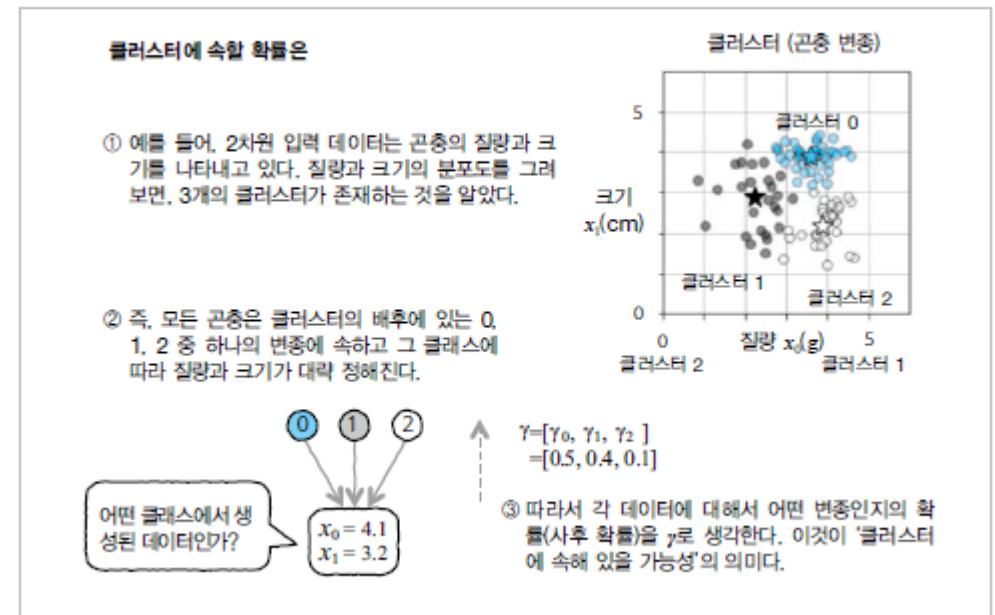 클러스터에 속할 확률은
① 예를 들어, 2차원 입력 데이터는 곤충의 질량과 크
기를 나타내고 있다. 질량과 크기의 분포도를 그려
보면, 3개의 클러스터가 존재하는 것을 알았다.
클러스터 (곤충 변종)
5
클러스터 0
크기
x₁(cm)
클러스터 1
클러스터 2
0
0
질량 x₀(g)
5
클러스터 2
클러스터 1
② 즉, 모든 곤충은 클러스터의 배후에 있는 0,
1, 2 중 하나의 변종에 속하고 그 클래스에
따라 질량과 크기가 대략 정해진다.
0 1 2
어떤 클래스에서 생
성된 데이터인가?
x₀ = 4.1
x₁ = 3.2
γ=[γ₀, γ₁, γ₂ ]
=[0.5, 0.4, 0.1]
③ 따라서 각 데이터에 대해서 어떤 변종인지의 확
률(사후 확률)을 γ로 생각한다. 이것이 '클러스터
에 속해 있을 가능성'의 의미다.